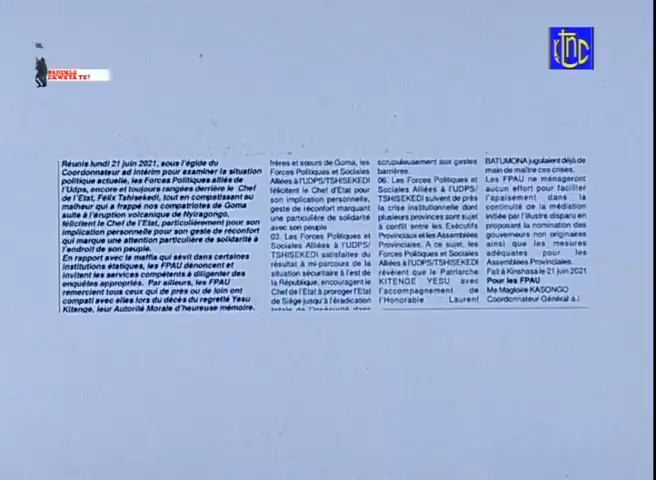 BENDELE
EKWEYA TE!
RTNC
Réunis lundi 21 juin 2021, sous l'égide du
Coordonnateur ad intérim pour examiner la situation
politique actuelle, les Forces Politiques alliés de
l'Udps, encore et toujours rangées derrière le Chef
de l'Etat, Félix Tshisekedi, tout en compatissant au
malheur qui a frappé nos compatriotes de Goma
suite à l'éruption volcanique de Nyiragongo,
félicitent le Chef de l'Etat, particulièrement pour son
implication personnelle pour son geste de réconfort
qui marque une attention particulière de solidarité à
l'endroit de son peuple.
En rapport avec le maffia qui sévit dans certaines
institutions étatiques, les FPAU dénoncent et
invitent les services compétents à diligenter des
enquêtes appropriés. Par ailleurs, les FPAU
remercient tous ceux qui de près ou de loin ont
compati avec elles lors du décès du regretté Yesu
Kitenge, leur Autorité Morale d'heureuse mémoire.
frères et sœurs de Goma, les
Forces Politiques et Sociales
Alliées à l'UDPS/TSHISEKEDI
félicitent le Chef d'Etat pour
son implication personnelle,
geste de réconfort marquant
une particulière de solidarité
avec son peuple
03. Les Forces Politiques et
Sociales Alliées à l'UDPS/
TSHISEKEDI satisfaites du
résultat à mi-parcours de la
situation sécuritaire à l'est de
la République, encouragent le
Chef de l'Etat à proroger l'Etat
de Siège jusqu'à l'éradication
totale de l'insécurité dans
scrupuleusement aux gestes
barrières.
06. Les Forces Politiques et
Sociales Alliées à l'UDPS/
TSHISEKEDI suivent de près
la crise institutionnelle dont
plusieurs provinces sont sujet
à conflit entre les Exécutifs
Provinciaux et les Assemblées
Provinciales. A ce sujet, les
Forces Politiques et Sociales
Alliées à l'UDPS/TSHISEKEDI
révèlent que le Patriarche
KITENGE YESU avec
l'accompagnement de
l'Honorable Laurent
BATUMONA jugulaient déjà de
main de maître ces crises.
Les FPAU ne ménageront
aucun effort pour faciliter
l'apaisement dans la
continuité de la médiation
initiée par l'illustre disparu en
proposant la nomination des
gouverneurs non originaires
ainsi que les mesures
adéquates pour les
Assemblées Provinciales.
Fait à Kinshasa le 21 juin 2021
Pour les FPAU
Me Magloire KASONGO
Coordonnateur Général a.i